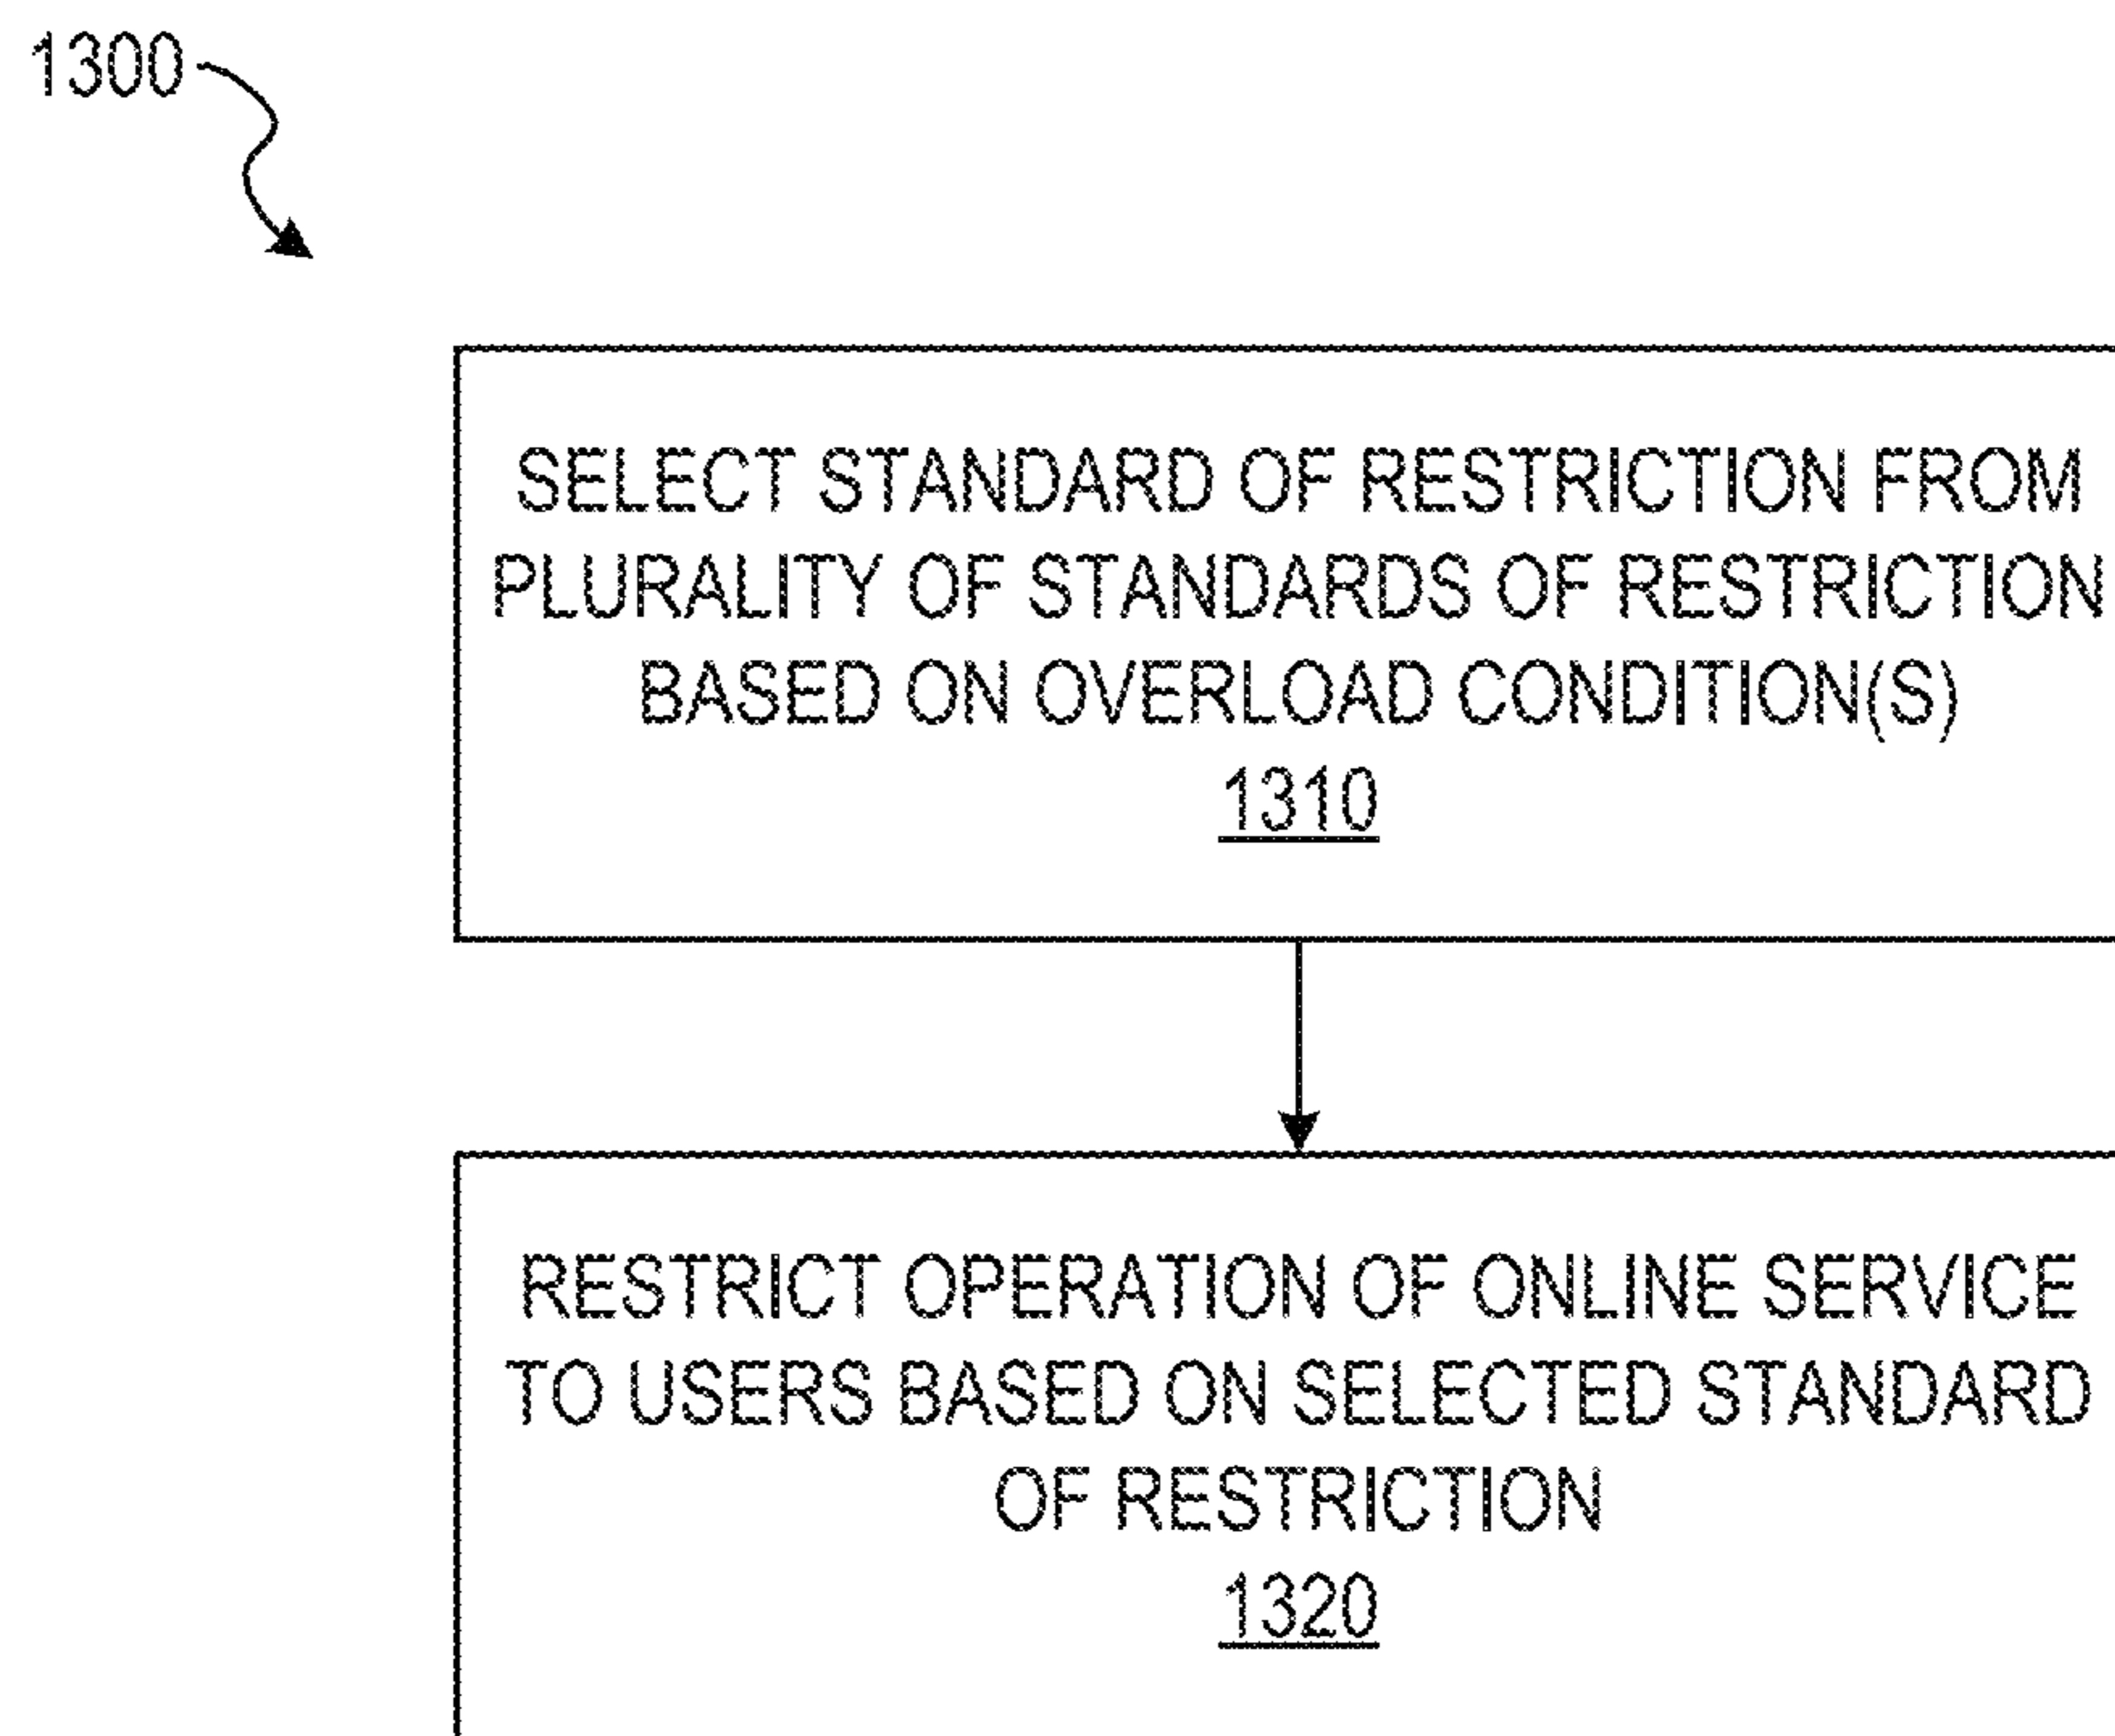 1300
SELECT STANDARD OF RESTRICTION FROM
PLURALITY OF STANDARDS OF RESTRICTION
BASED ON OVERLOAD CONDITION(S)
1310
RESTRICT OPERATION OF ONLINE SERVICE
TO USERS BASED ON SELECTED STANDARD
OF RESTRICTION
1320